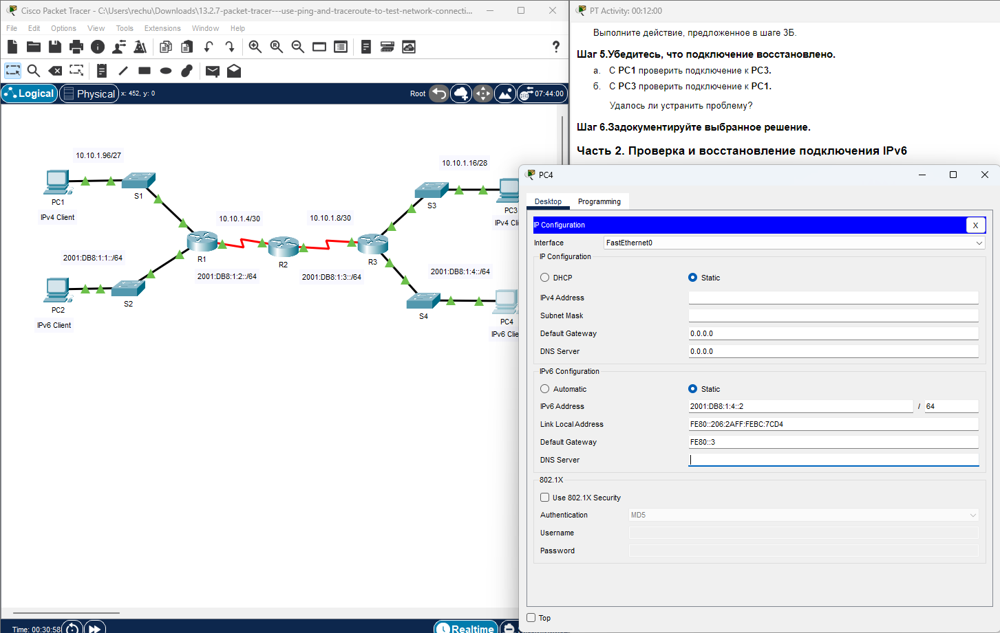 Cisco Packet Tracer - C:\Users\rechu\Downloads\13.2.7-packet-tracer---use-ping-and-traceroute-to-test-network-connecti...
File Edit Options View Tools Extensions Window Help
?
Logical Physical x: 452, y: 0 Root 07:44:00
10.10.1.96/27
10.10.1.16/28
S1
PC1
IPv4 Client
S3
PC3
IPv4 Cli
10.10.1.4/30
10.10.1.8/30
R1
R2
R3
2001:DB8:1:1::/64
2001:DB8:1:2::/64
2001:DB8:1:3::/64
2001:DB8:1:4::/64
S2
PC2
IPv6 Client
S4
PC4
IPv6 Clie
Time: 00:30:58
Realtime
PT Activity: 00:12:00
Выполните действие, предложенное в шаге 3Б.
Шаг 5.Убедитесь, что подключение восстановлено.
а. С PC1 проверить подключение к PC3.
б. С PC3 проверить подключение к PC1.
Удалось ли устранить проблему?
Шаг 6.Задокументируйте выбранное решение.
Часть 2. Проверка и восстановление подключения IPv6
PC4
Desktop Programming
IP Configuration X
Interface FastEthernet0
IP Configuration
DHCP Static
IPv4 Address
Subnet Mask
Default Gateway 0.0.0.0
DNS Server 0.0.0.0
IPv6 Configuration
Automatic Static
IPv6 Address 2001:DB8:1:4::2 / 64
Link Local Address FE80::206:2AFF:FEBC:7CD4
Default Gateway FE80::3
DNS Server
802.1X
Use 802.1X Security
Authentication MD5
Username
Password
Top